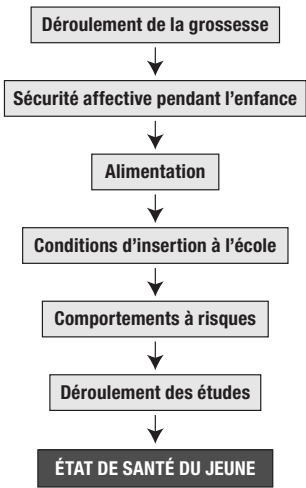 Déroulement de la grossesse
Sécurité affective pendant l'enfance
Alimentation
Conditions d'insertion à l'école
Comportements à risques
Déroulement des études
ÉTAT DE SANTÉ DU JEUNE